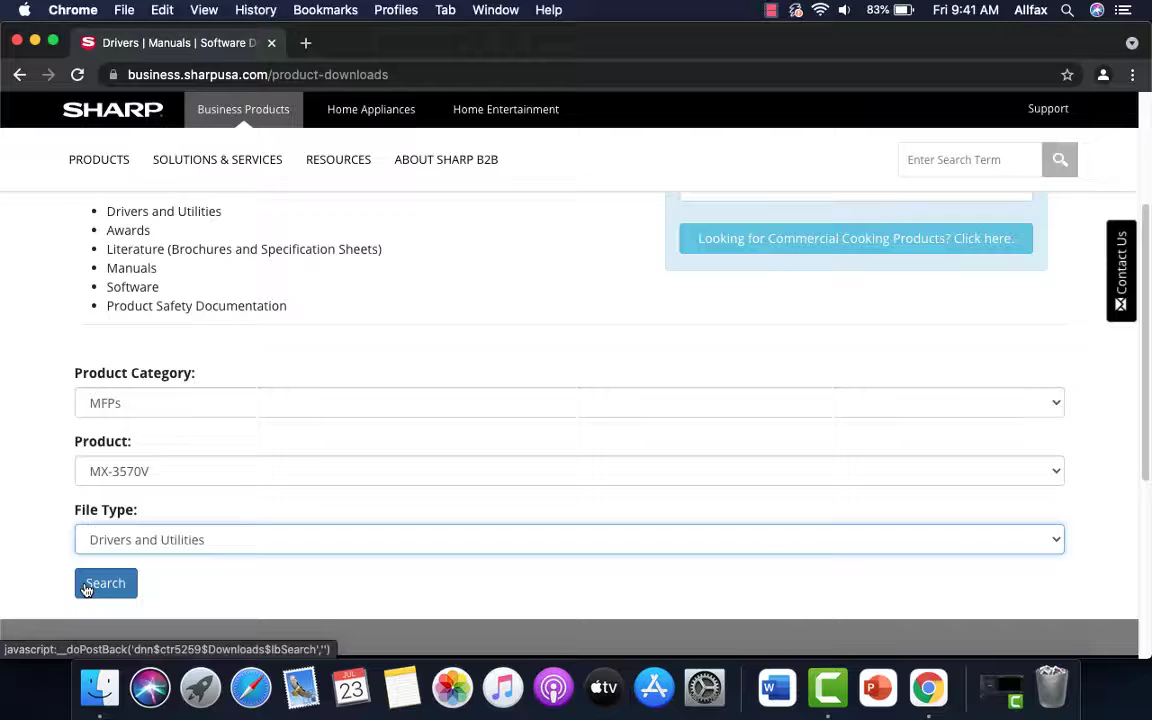 Chrome File Edit View History Bookmarks Profiles Tab Window Help 83% Fri 9:41 AM Allfax
Drivers | Manuals | Software D
business.sharpusa.com/product-downloads
SHARP Business Products Home Appliances Home Entertainment Support
PRODUCTS SOLUTIONS & SERVICES RESOURCES ABOUT SHARP B2B Enter Search Term
Drivers and Utilities
Awards
Literature (Brochures and Specification Sheets)
Manuals
Software
Product Safety Documentation
Looking for Commercial Cooking Products? Click here.
Contact Us
Product Category:
MFPs
Product:
MX-3570V
File Type:
Drivers and Utilities
Search
javascript:__doPostBack('dnn$ctr5259$Downloads$lbSearch','')
JUL
23
tv
W
C
P
C